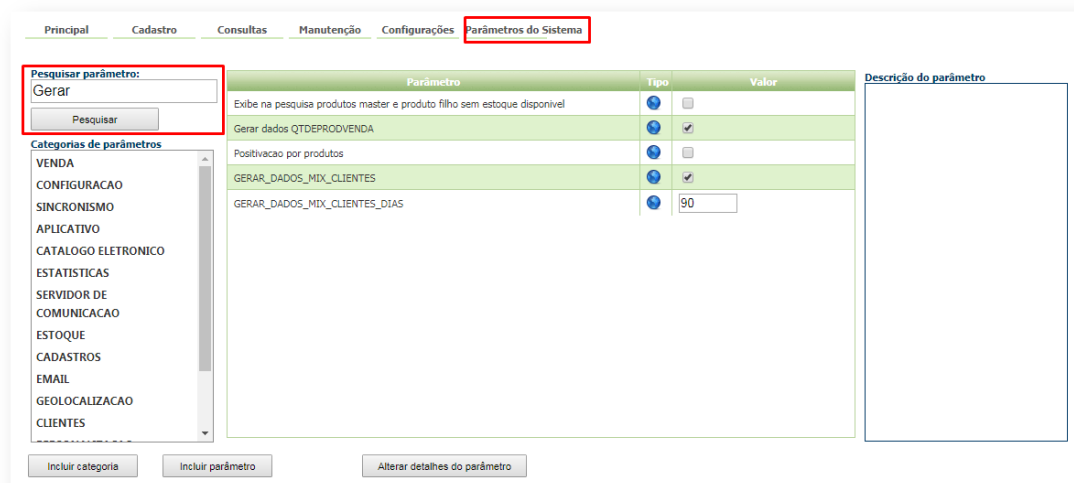 Principal Cadastro Consultas Manutenção Configurações Parâmetros do Sistema
Pesquisar parâmetro:
Gerar
Pesquisar
Categorias de parâmetros
VENDA
CONFIGURACAO
SINCRONISMO
APLICATIVO
CATALOGO ELETRONICO
ESTATISTICAS
SERVIDOR DE
COMUNICACAO
ESTOQUE
CADASTROS
EMAIL
GEOLOCALIZACAO
CLIENTES
Parâmetro Tipo Valor
Exibe na pesquisa produtos master e produto filho sem estoque disponivel
Gerar dados QTDEPRODVENDA
Positivacao por produtos
GERAR_DADOS_MIX_CLIENTES
GERAR_DADOS_MIX_CLIENTES_DIAS 90
Descrição do parâmetro
Incluir categoria Incluir parâmetro Alterar detalhes do parâmetro